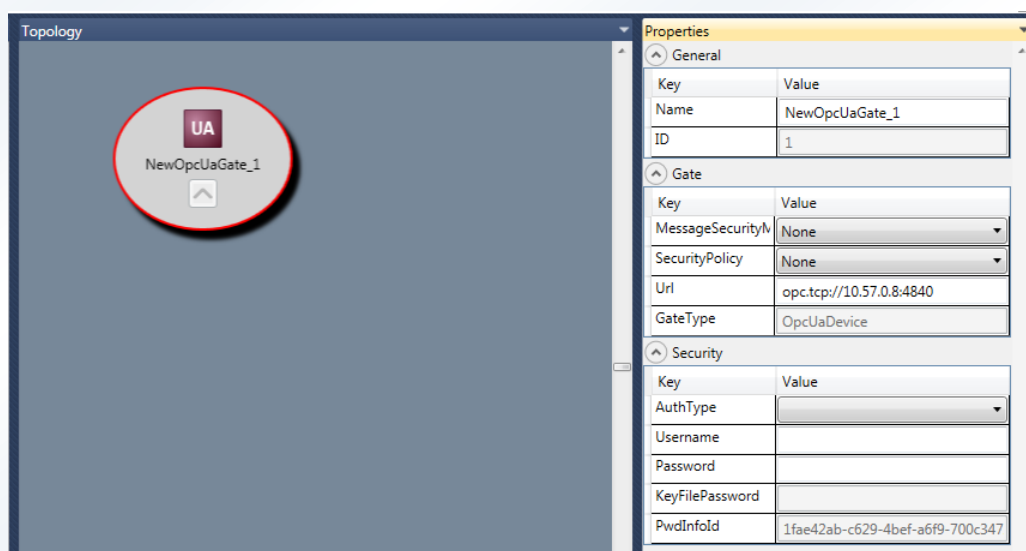 Topology
UA
NewOpcUaGate_1
Properties
General
Key Value
Name NewOpcUaGate_1
ID 1
Gate
Key Value
MessageSecurityM None
SecurityPolicy None
Url opc.tcp://10.57.0.8:4840
GateType OpcUaDevice
Security
Key Value
AuthType
Username
Password
KeyFilePassword
PwdInfoId 1fae42ab-c629-4bef-a6f9-700c347